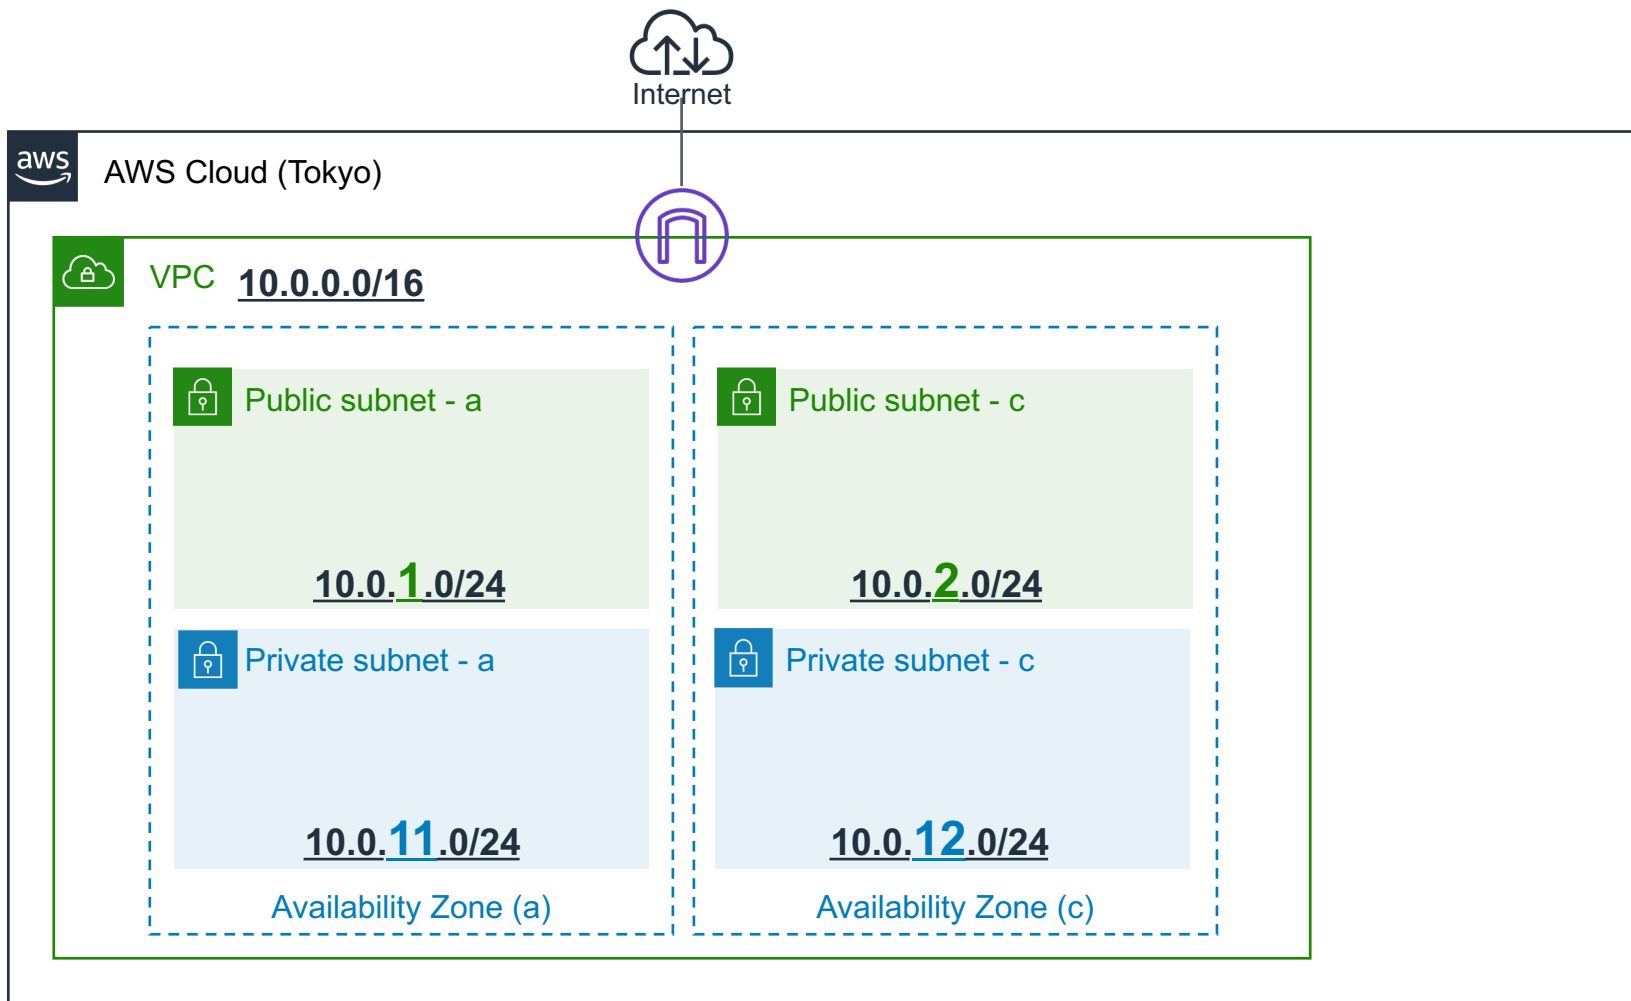 Internet
aws
AWS Cloud (Tokyo)
VPC 10.0.0.0/16
Public subnet - a
10.0.1.0/24
Private subnet - a
10.0.11.0/24
Availability Zone (a)
Public subnet - c
10.0.2.0/24
Private subnet - c
10.0.12.0/24
Availability Zone (c)